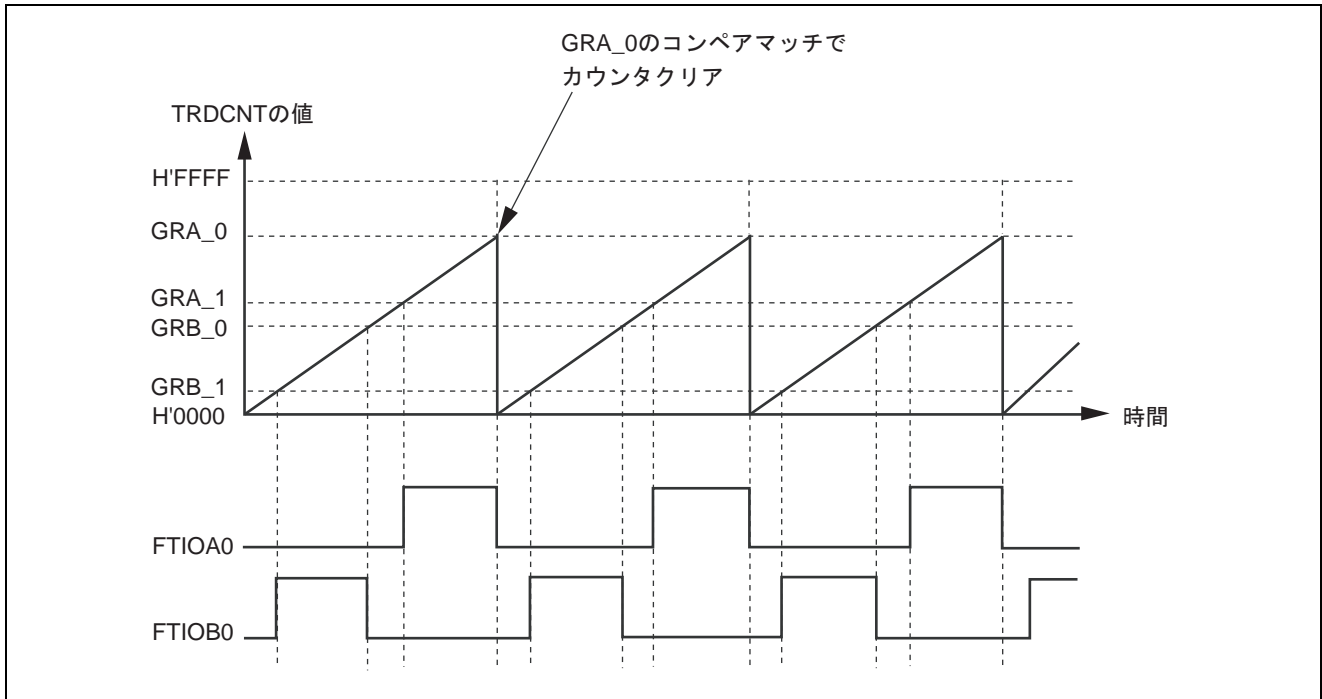 GRA_0のコンペアマッチで
カウンタクリア
TRDCNTの値
H'FFFF
GRA_0
GRA_1
GRB_0
GRB_1
H'0000
時間
FTIOA0
FTIOB0